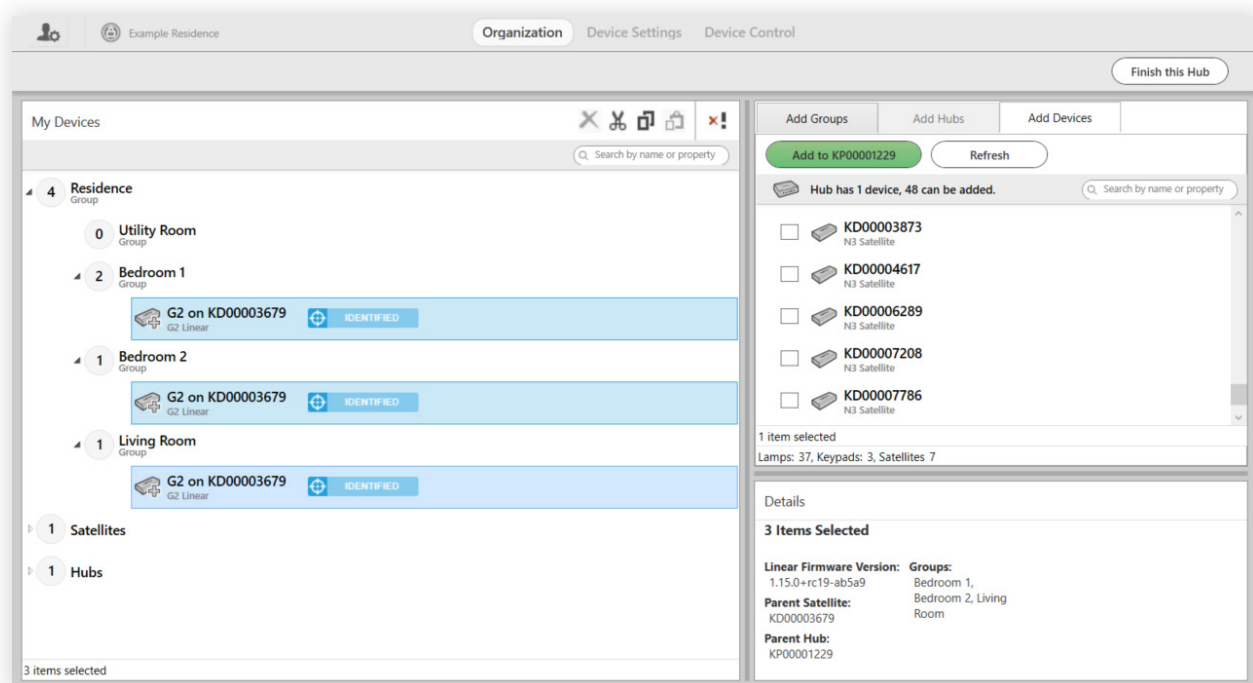 Example Residence
Organization Device Settings Device Control
Finish this Hub
My Devices
Search by name or property
4 Residence
Group
0 Utility Room
Group
2 Bedroom 1
Group
G2 on KD00003679 IDENTIFIED
G2 Linear
1 Bedroom 2
Group
G2 on KD00003679 IDENTIFIED
G2 Linear
1 Living Room
Group
G2 on KD00003679 IDENTIFIED
G2 Linear
1 Satellites
1 Hubs
3 items selected
Add Groups Add Hubs Add Devices
Add to KP00001229 Refresh
Hub has 1 device, 48 can be added. Search by name or property
KD00003873
N3 Satellite
KD00004617
N3 Satellite
KD00006289
N3 Satellite
KD00007208
N3 Satellite
KD00007786
N3 Satellite
1 item selected
Lamps: 37, Keypads: 3, Satellites 7
Details
3 Items Selected
Linear Firmware Version:
1.15.0+rc19-ab5a9
Parent Satellite:
KD00003679
Parent Hub:
KP00001229
Groups:
Bedroom 1,
Bedroom 2, Living
Room